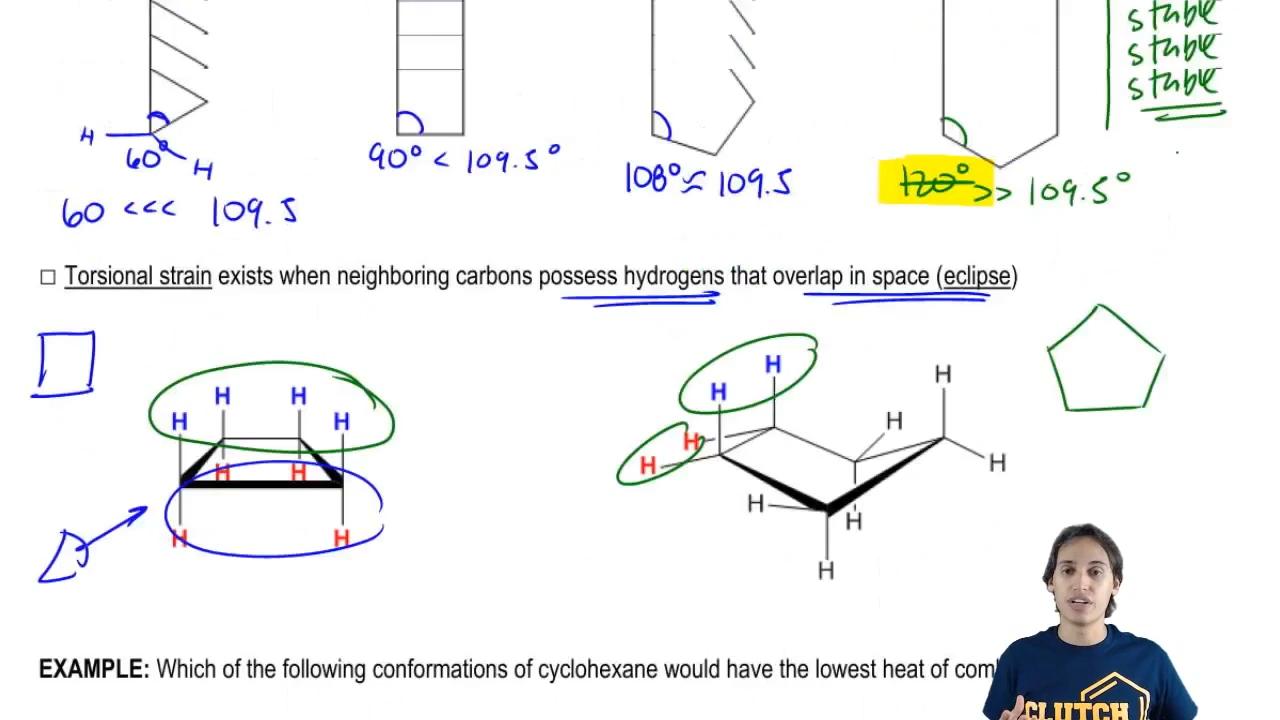 stable
stable
stable
H
60°
H
90° < 109.5°
108° ≈ 109.5
120° >> 109.5°
60 <<< 109.5
□ Torsional strain exists when neighboring carbons possess hydrogens that overlap in space (eclipse)
H H
H H
H H
H H
H
H
H
H
H
H
H
H
H
H
H
EXAMPLE: Which of the following conformations of cyclohexane would have the lowest heat of com
CLUTCH